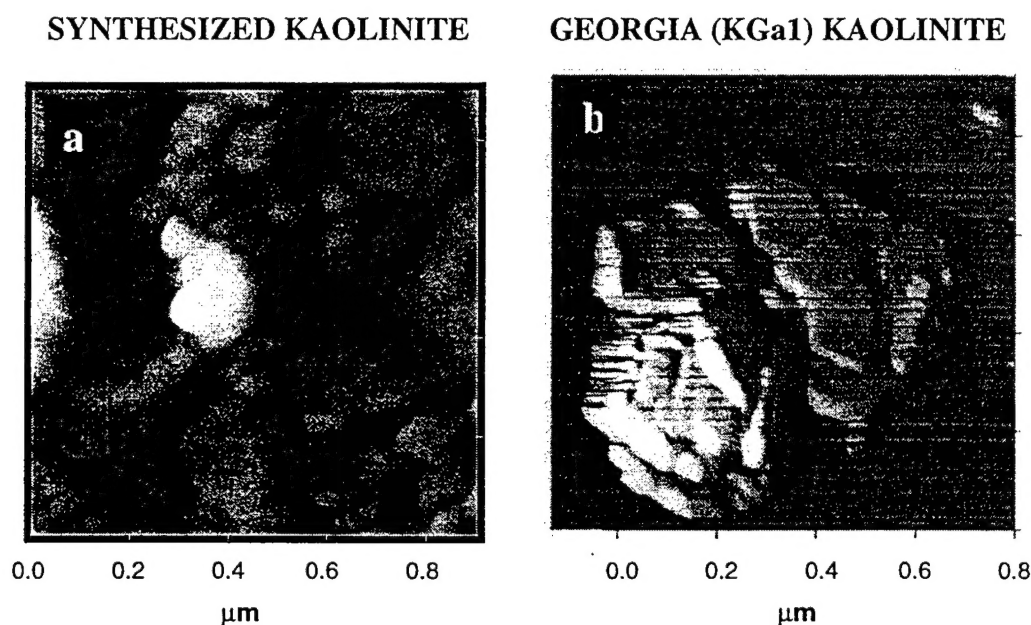 SYNTHESIZED KAOLINITE
GEORGIA (KGa1) KAOLINITE
a
b
0.0 0.2 0.4 0.6 0.8
μm
0.0 0.2 0.4 0.6 0.8
μm